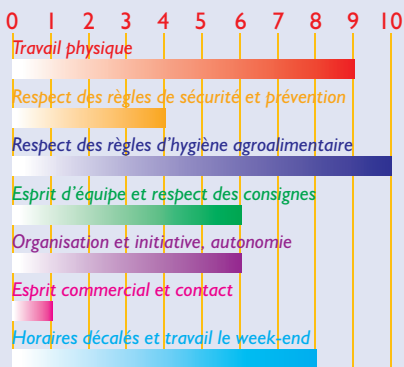 0 1 2 3 4 5 6 7 8 9 10
Travail physique
Respect des règles de sécurité et prévention
Respect des règles d'hygiène agroalimentaire
Esprit d'équipe et respect des consignes
Organisation et initiative, autonomie
Esprit commercial et contact
Horaires décalés et travail le week-end